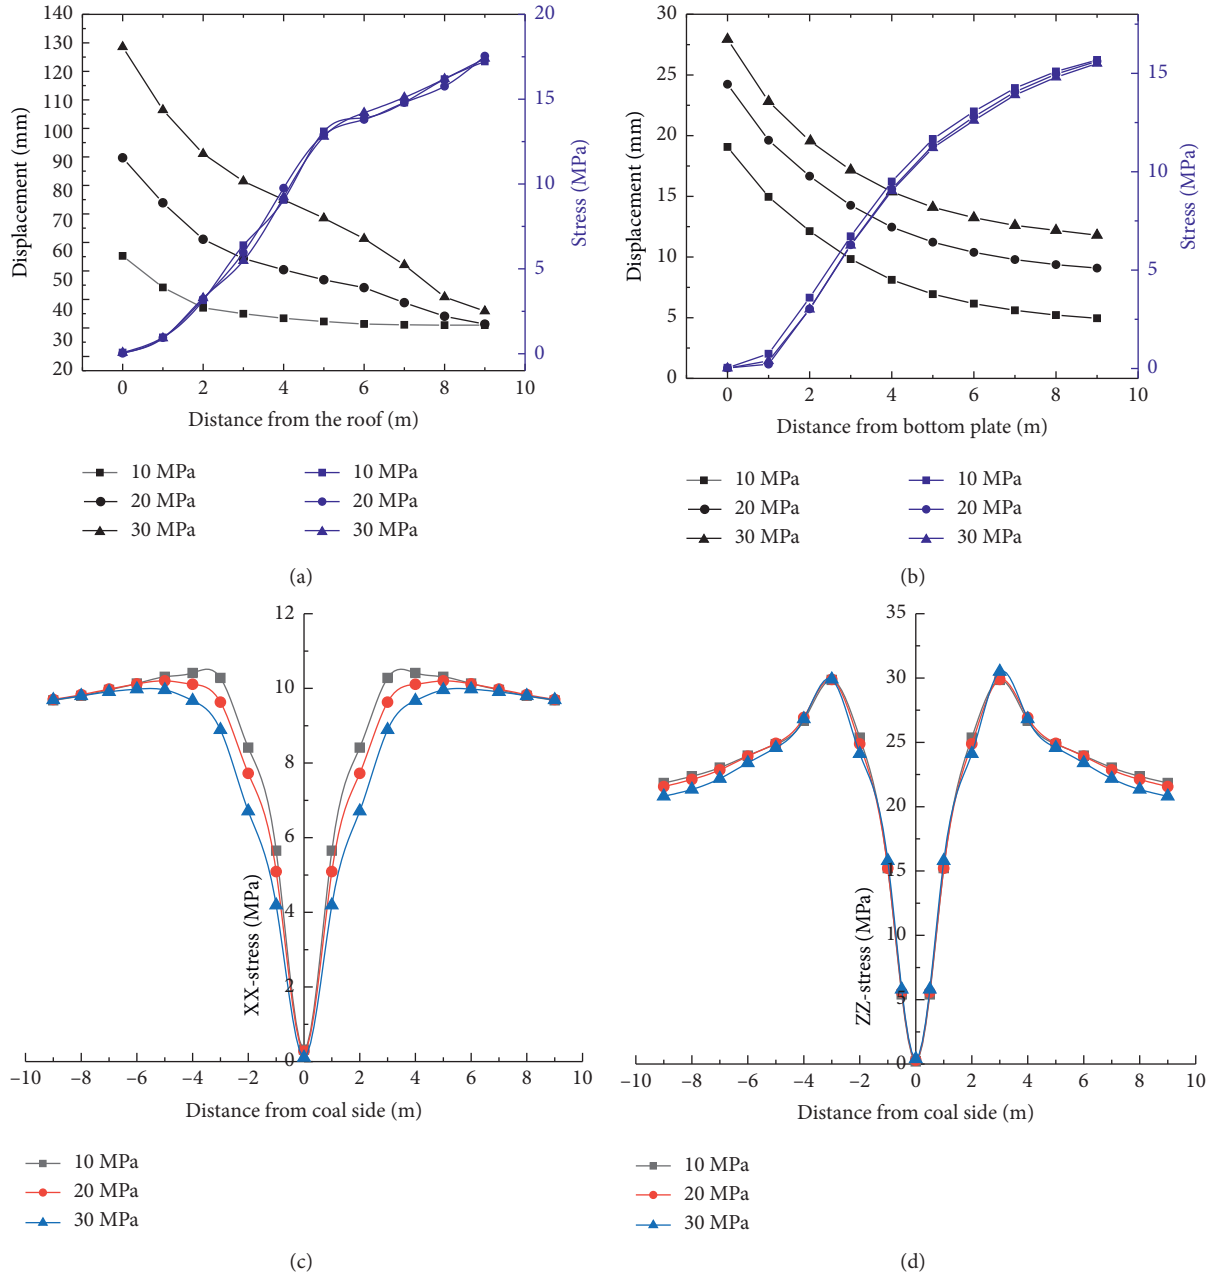 140
130
120
110
100
90
80
70
60
50
40
30
20
Displacement (mm)
0
2
4
6
8
10
Distance from the roof (m)
20
15
10
5
0
Stress (MPa)
10 MPa
20 MPa
30 MPa
10 MPa
20 MPa
30 MPa
(a)
30
25
20
15
10
5
0
Displacement (mm)
0
2
4
6
8
10
Distance from bottom plate (m)
15
10
5
0
Stress (MPa)
10 MPa
20 MPa
30 MPa
10 MPa
20 MPa
30 MPa
(b)
12
10
8
6
4
2
0
XX-stress (MPa)
−10
−8
−6
−4
−2
0
2
4
6
8
10
Distance from coal side (m)
10 MPa
20 MPa
30 MPa
(c)
35
30
25
20
15
10
5
0
ZZ-stress (MPa)
−10
−8
−6
−4
−2
0
2
4
6
8
10
Distance from coal side (m)
10 MPa
20 MPa
30 MPa
(d)